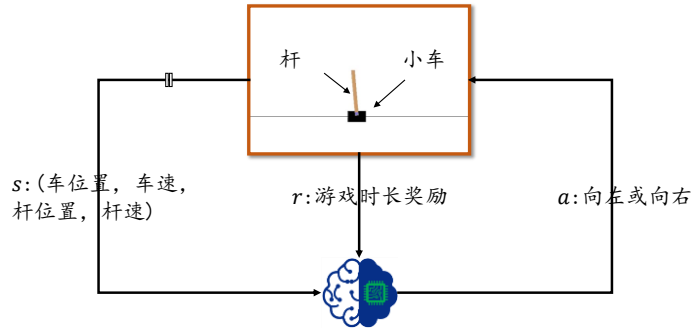 杆
小车
s:(车位置，车速，
杆位置，杆速)
r:游戏时长奖励
a:向左或向右